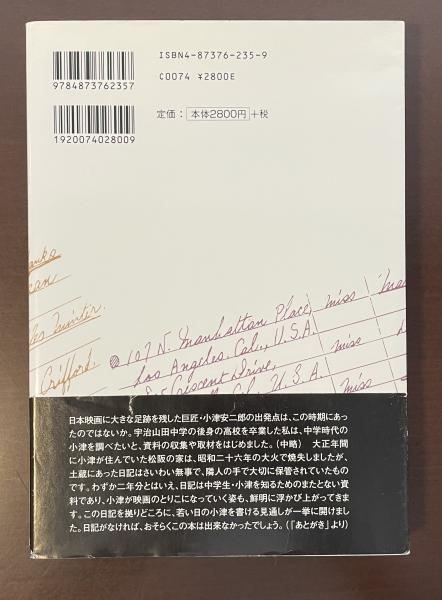 ISBN4-87376-235-9
C0074 ¥2800E
9784873762357
定価：本体2800円＋税
1920074028009
Crifford
107 N. Manhattan Place, miss
Los Angeles, Cal., U.S.A.
Crescent Drive, miss
Cal., U.S.A.
日本映画に大きな足跡を残した巨匠・小津安二郎の出発点は、この時期にあ
ったのではないか。宇治山田中学の後身の高校を卒業した私は、中学時代の
小津を調べたいと、資料の収集や取材をはじめました。（中略）　大正年間
に小津が住んでいた松阪の家は、昭和二十六年の大火で焼失しましたが、
土蔵にあった日記はさいわい無事で、隣人の手で大切に保管されていたもの
です。わずか二年分とはいえ、日記は中学生・小津を知るためのまたとない資
料であり、小津が映画のとりこになっていく姿も、鮮明に浮かび上がってきま
す。この日記を拠りどころに、若い日の小津を書ける見通しが一挙に開けまし
た。日記がなければ、おそらくこの本は出来なかったでしょう。（「あとがき」より）